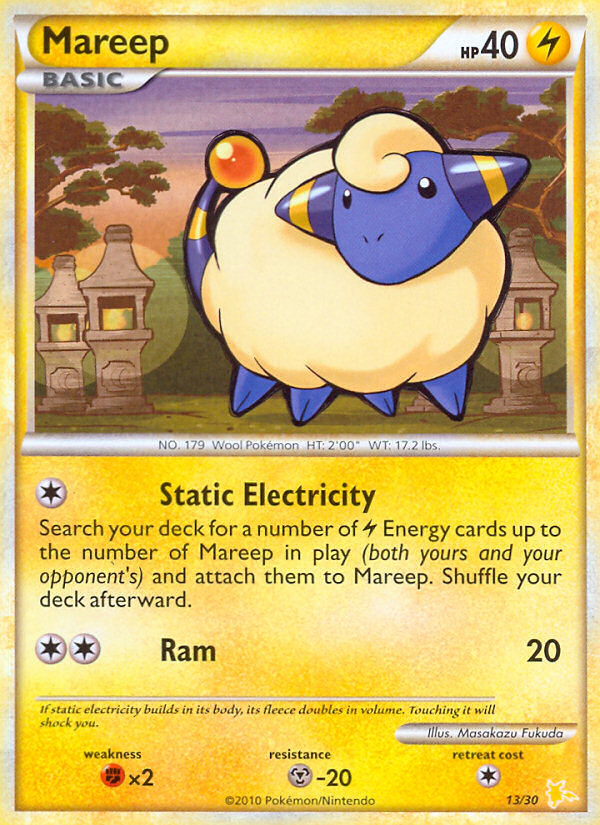 Mareep
HP 40
BASIC
NO. 179 Wool Pokémon HT: 2'00" WT: 17.2 lbs.
Static Electricity
Search your deck for a number of Energy cards up to
the number of Mareep in play (both yours and your
opponent's) and attach them to Mareep. Shuffle your
deck afterward.
Ram 20
If static electricity builds in its body, its fleece doubles in volume. Touching it will
shock you.
Illus. Masakazu Fukuda
weakness resistance retreat cost
×2 -20
©2010 Pokémon/Nintendo 13/30